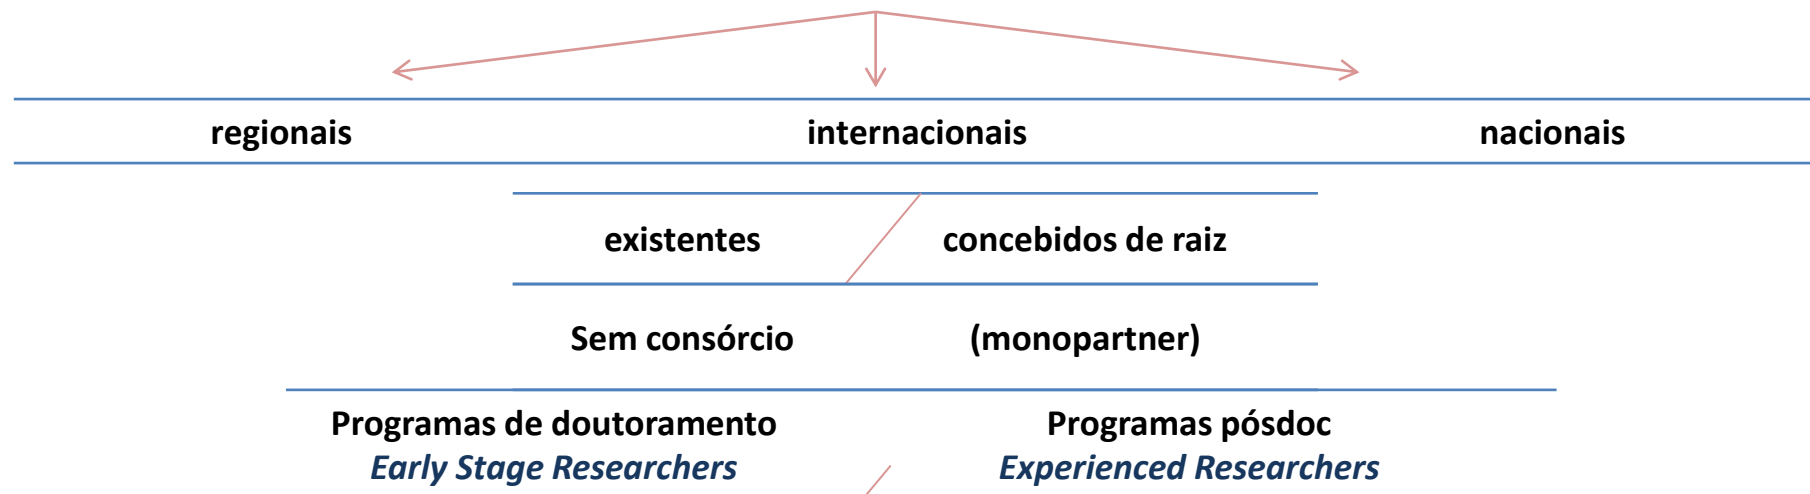 regionais internacionais nacionais
existentes concebidos de raiz
Sem consórcio (monopartner)
Programas de doutoramento Programas pósdoc
Early Stage Researchers Experienced Researchers